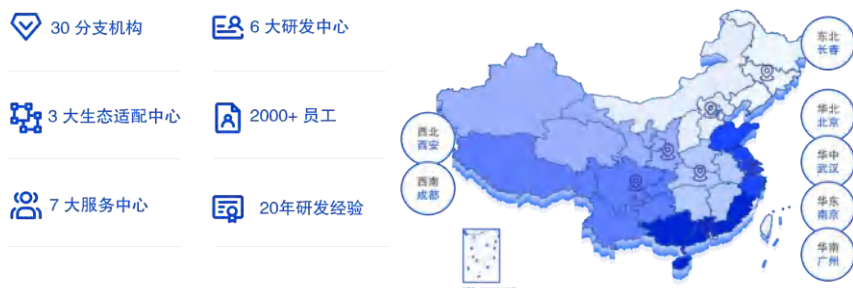 30 分支机构
6 大研发中心
3 大生态适配中心
2000+ 员工
7 大服务中心
20年研发经验
西北
西安
西南
成都
东北
长春
华北
北京
华中
武汉
华东
南京
华南
广州